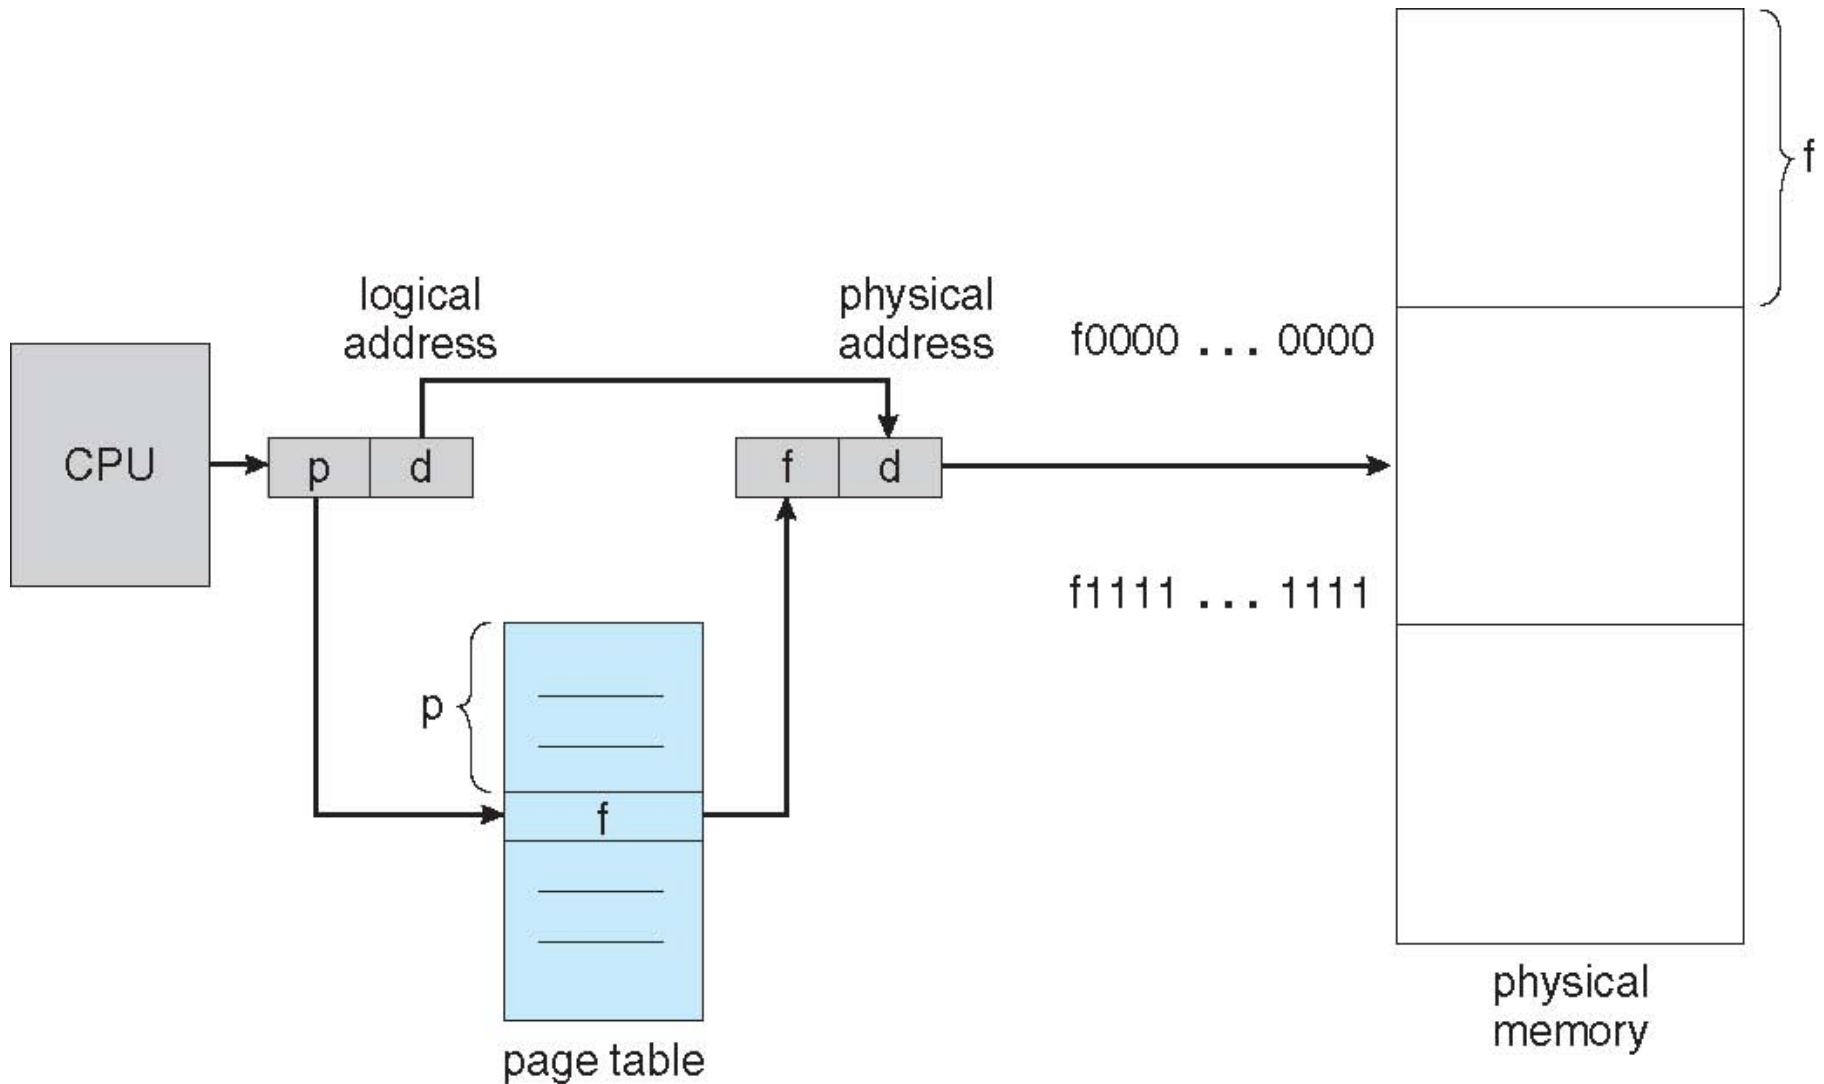 f
logical
address
physical
address
f0000 ... 0000
CPU
p
d
f
d
f1111 ... 1111
p
f
physical
memory
page table